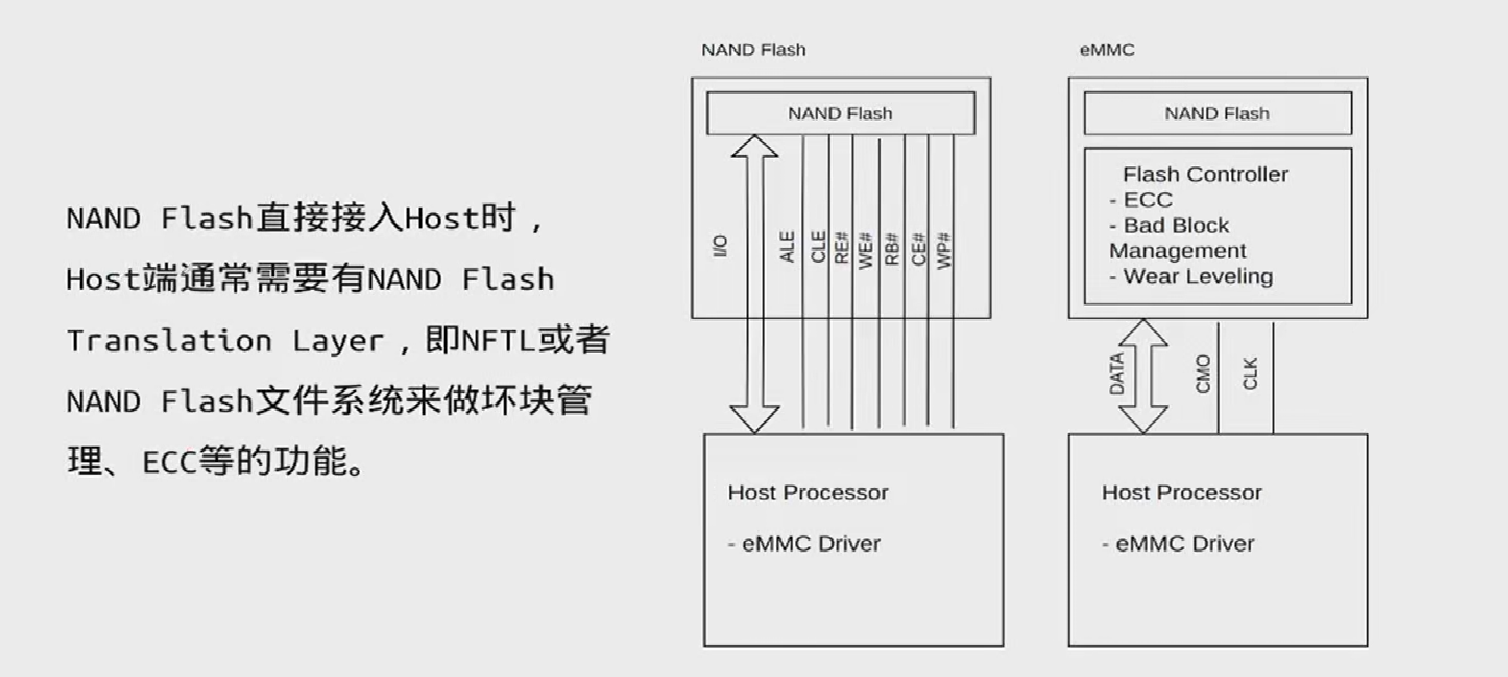 NAND Flash直接接入Host时，
Host端通常需要有NAND Flash
Translation Layer，即NFTL或者
NAND Flash文件系统来做坏块管
理、ECC等的功能。
NAND Flash
NAND Flash
I/O
ALE
CLE
RE#
WE#
RB#
CE#
WP#
Host Processor
- eMMC Driver
eMMC
NAND Flash
Flash Controller
- ECC
- Bad Block
Management
- Wear Leveling
DATA
CMO
CLK
Host Processor
- eMMC Driver